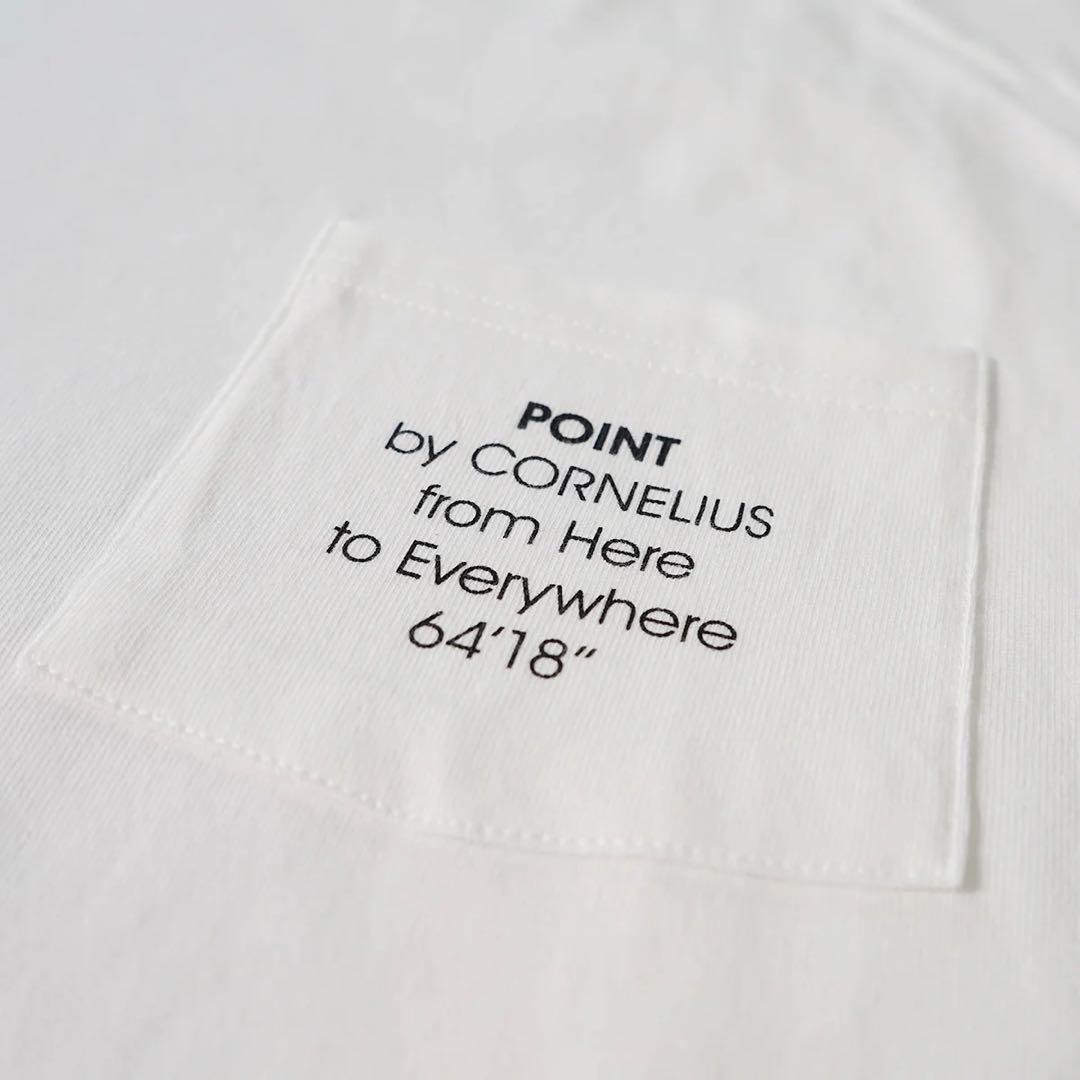 POINT
by CORNELIUS
from Here
to Everywhere
64'18"